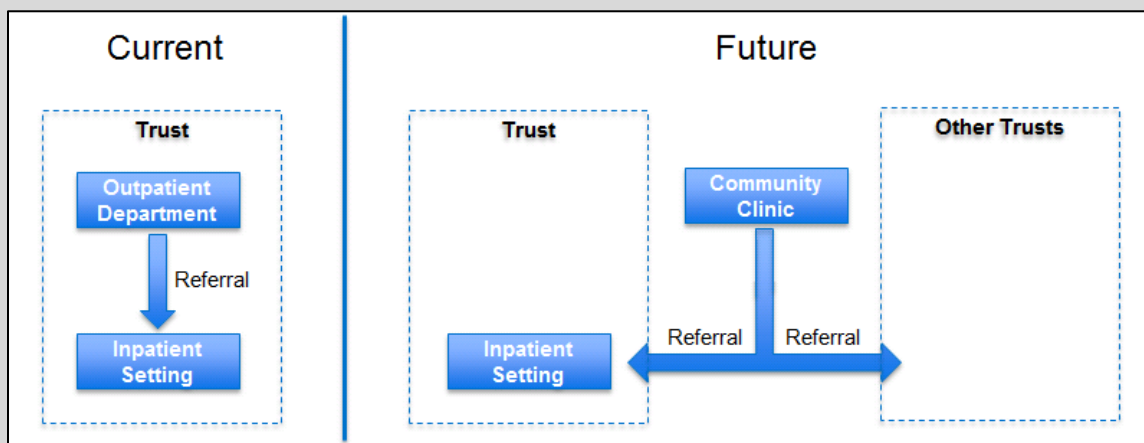 Current
Trust
Outpatient
Department
Referral
Inpatient
Setting
Future
Trust
Other Trusts
Community
Clinic
Referral
Referral
Inpatient
Setting